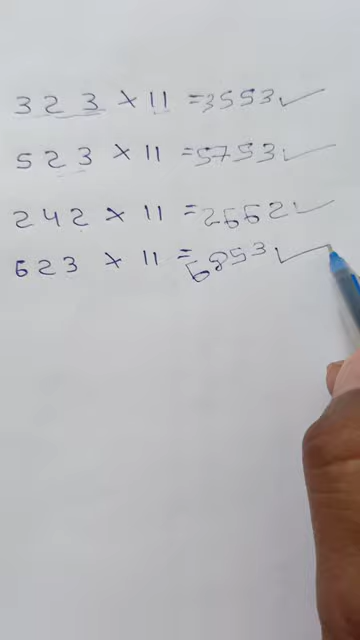 323 × 11 = 3553 ✓
523 × 11 = 5753 ✓
242 × 11 = 2662 ✓
623 × 11 = 6853 ✓